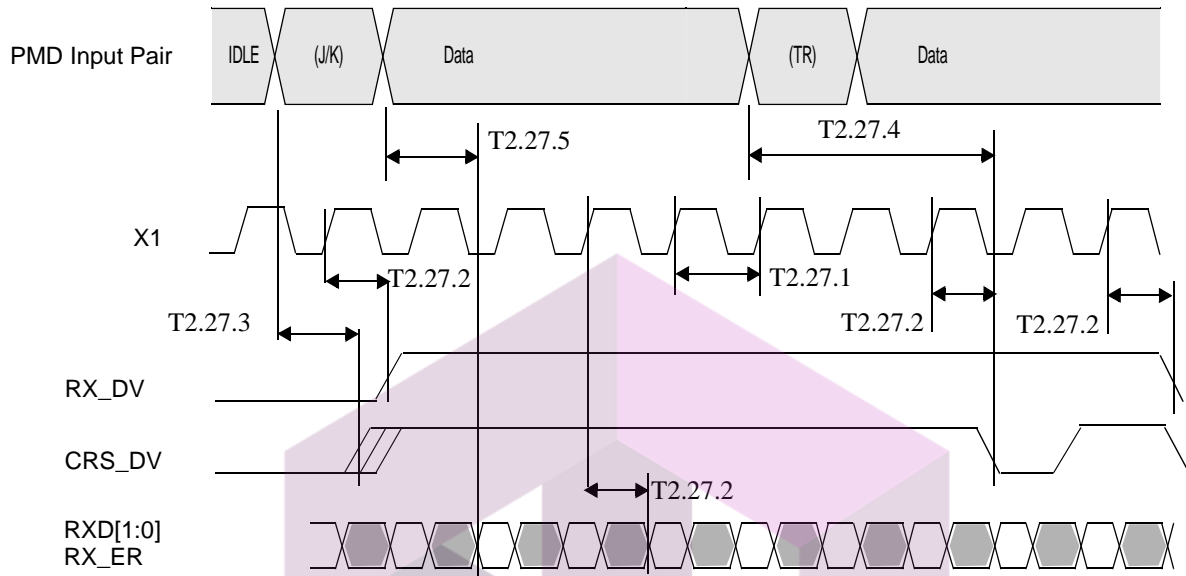 PMD Input Pair
IDLE
(J/K)
Data
(TR)
Data
T2.27.5
T2.27.4
X1
T2.27.2
T2.27.1
T2.27.3
T2.27.2
T2.27.2
RX_DV
CRS_DV
T2.27.2
RXD[1:0]
RX_ER